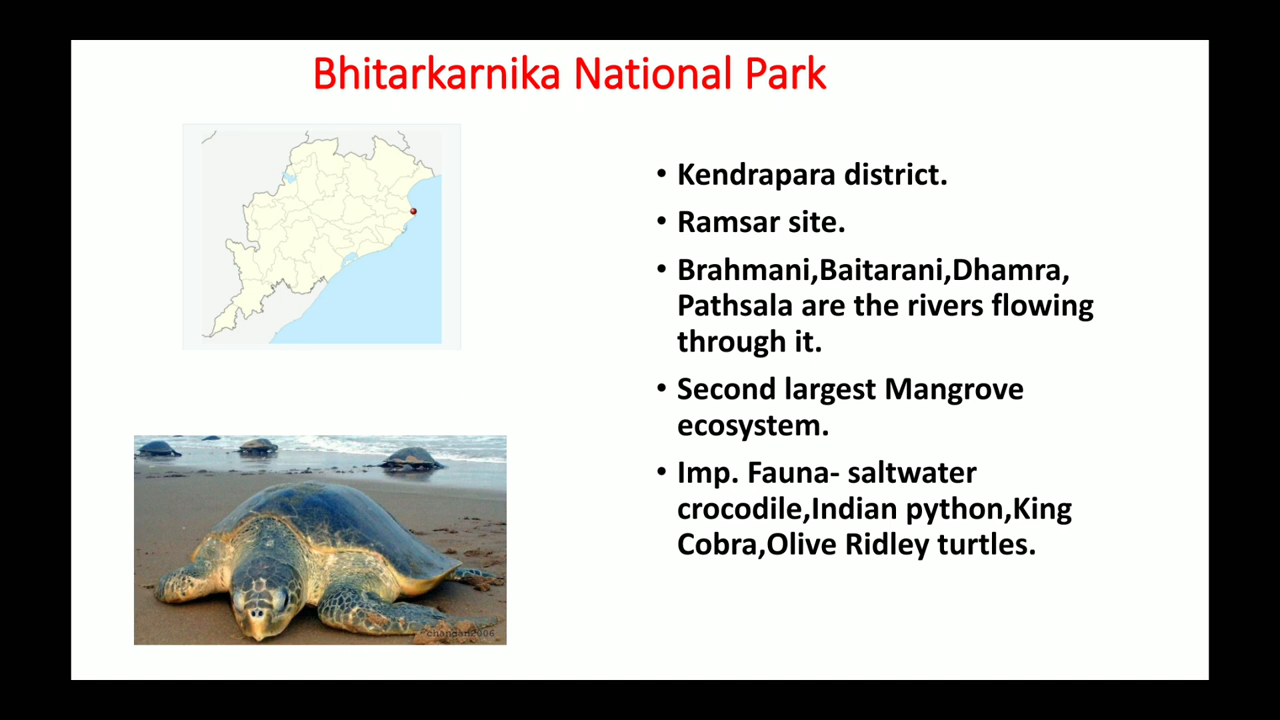 Bhitarkarnika National Park
• Kendrapara district.
• Ramsar site.
• Brahmani,Baitarani,Dhamra,
Pathsala are the rivers flowing
through it.
• Second largest Mangrove
ecosystem.
• Imp. Fauna- saltwater
crocodile,Indian python,King
Cobra,Olive Ridley turtles.
chandan2006